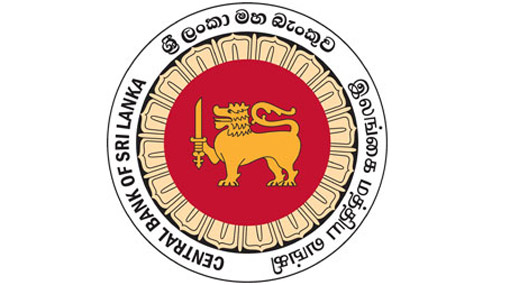 ශ්‍රී ලංකා මහ බැංකුව
இலங்கை மத்திய வங்கி
CENTRAL BANK OF SRI LANKA